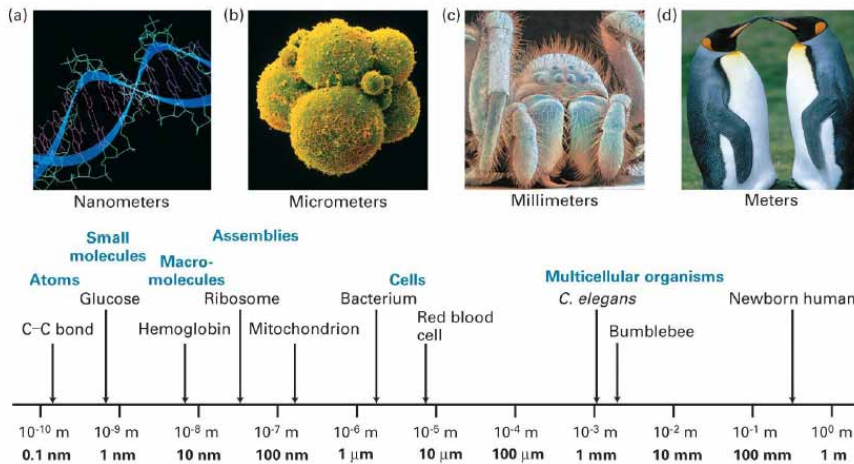 (a) (b) (c) (d)
Nanometers Micrometers Millimeters Meters
Small
molecules
Assemblies
Macro-
molecules
Atoms
Cells
Multicellular organisms
Glucose Ribosome Bacterium C. elegans Newborn human
C–C bond Hemoglobin Mitochondrion
Red blood
cell
Bumblebee
10⁻¹⁰ m 10⁻⁹ m 10⁻⁸ m 10⁻⁷ m 10⁻⁶ m 10⁻⁵ m 10⁻⁴ m 10⁻³ m 10⁻² m 10⁻¹ m 10⁰ m
0.1 nm 1 nm 10 nm 100 nm 1 μm 10 μm 100 μm 1 mm 10 mm 100 mm 1 m